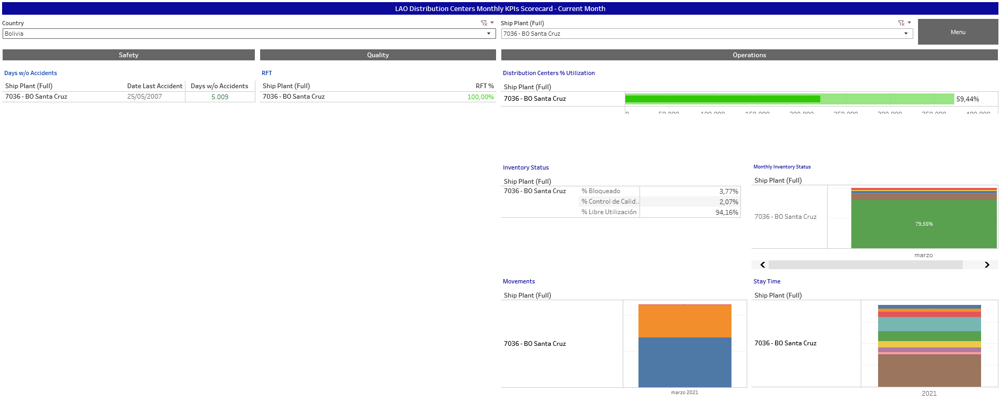 LAO Distribution Centers Monthly KPIs Scorecard - Current Month
Country
Bolivia
Ship Plant (Full)
7036 - BO Santa Cruz
Menu
Safety
Quality
Operations
Days w/o Accidents
Ship Plant (Full) Date Last Accident Days w/o Accidents
7036 - BO Santa Cruz 25/05/2007 5.009
RFT
Ship Plant (Full) RFT %
7036 - BO Santa Cruz 100,00%
Distribution Centers % Utilization
Ship Plant (Full)
7036 - BO Santa Cruz 59,44%
0 50.000 100.000 150.000 200.000 250.000 300.000 350.000 400.000
Inventory Status
Ship Plant (Full)
7036 - BO Santa Cruz % Bloqueado 3,77%
% Control de Calid.. 2,07%
% Libre Utilización 94,16%
Monthly Inventory Status
Ship Plant (Full)
7036 - BO Santa Cruz
79,55%
marzo
Movements
Ship Plant (Full)
7036 - BO Santa Cruz
marzo 2021
Stay Time
Ship Plant (Full)
7036 - BO Santa Cruz
2021